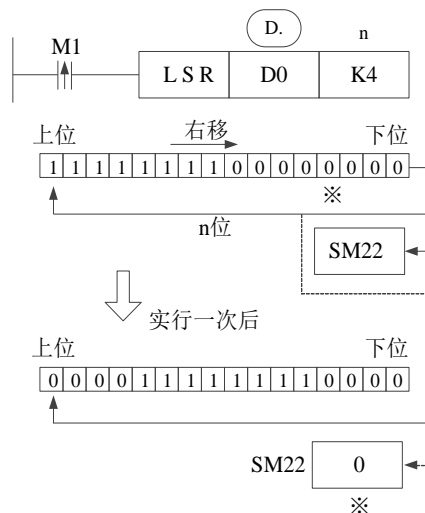 D.
n
M1
L S R
D0
K4
上位
右移
下位
1 1 1 1 1 1 1 1 0 0 0 0 0 0 0 0
※
n位
SM22
实行一次后
上位
下位
0 0 0 0 1 1 1 1 1 1 1 1 0 0 0 0
SM22
0
※